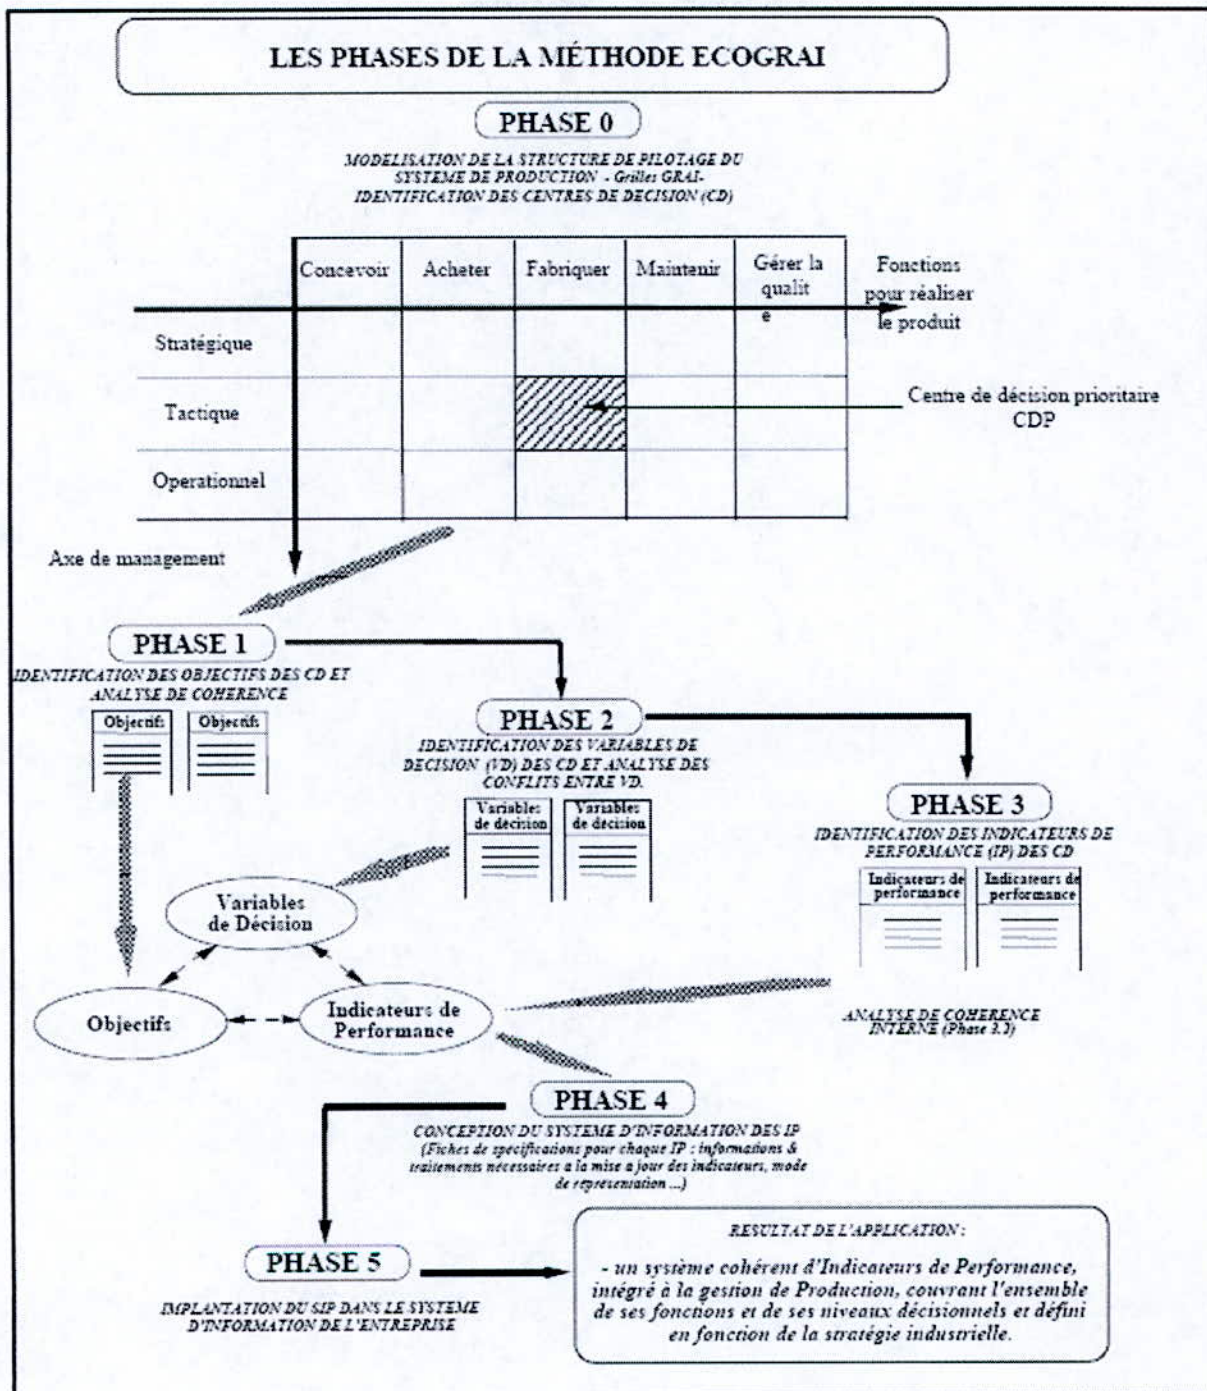 LES PHASES DE LA MÉTHODE ECOGRAI
PHASE 0
MODELISATION DE LA STRUCTURE DE PILOTAGE DU
SYSTEME DE PRODUCTION - Grilles GRAI-
IDENTIFICATION DES CENTRES DE DECISION (CD)
Concevoir
Acheter
Fabriquer
Maintenir
Gérer la
qualit
e
Fonctions
pour réaliser
le produit
Stratégique
Tactique
Centre de décision prioritaire
CDP
Operationnel
Axe de management
PHASE 1
IDENTIFICATION DES OBJECTIFS DES CD ET
ANALYSE DE COHERENCE
Objectifs
Objectifs
PHASE 2
IDENTIFICATION DES VARIABLES DE
DECISION (VD) DES CD ET ANALYSE DES
CONFLITS ENTRE VD.
Variables
de décision
Variables
de décision
PHASE 3
IDENTIFICATION DES INDICATEURS DE
PERFORMANCE (IP) DES CD
Indicateurs de
performance
Indicateurs de
performance
Variables
de Décision
Objectifs
Indicateurs de
Performance
ANALYSE DE COHERENCE
INTERNE (Phase 3.3)
PHASE 4
CONCEPTION DU SYSTEME D'INFORMATION DES IP
(Fiches de spécifications pour chaque IP : informations &
traitements nécessaires a la mise a jour des indicateurs, mode
de représentation ...)
PHASE 5
IMPLANTATION DU SIP DANS LE SYSTEME
D'INFORMATION DE L'ENTREPRISE
RESULTAT DE L'APPLICATION :
- un système cohérent d'Indicateurs de Performance,
intégré à la gestion de Production, couvrant l'ensemble
de ses fonctions et de ses niveaux décisionnels et défini
en fonction de la stratégie industrielle.